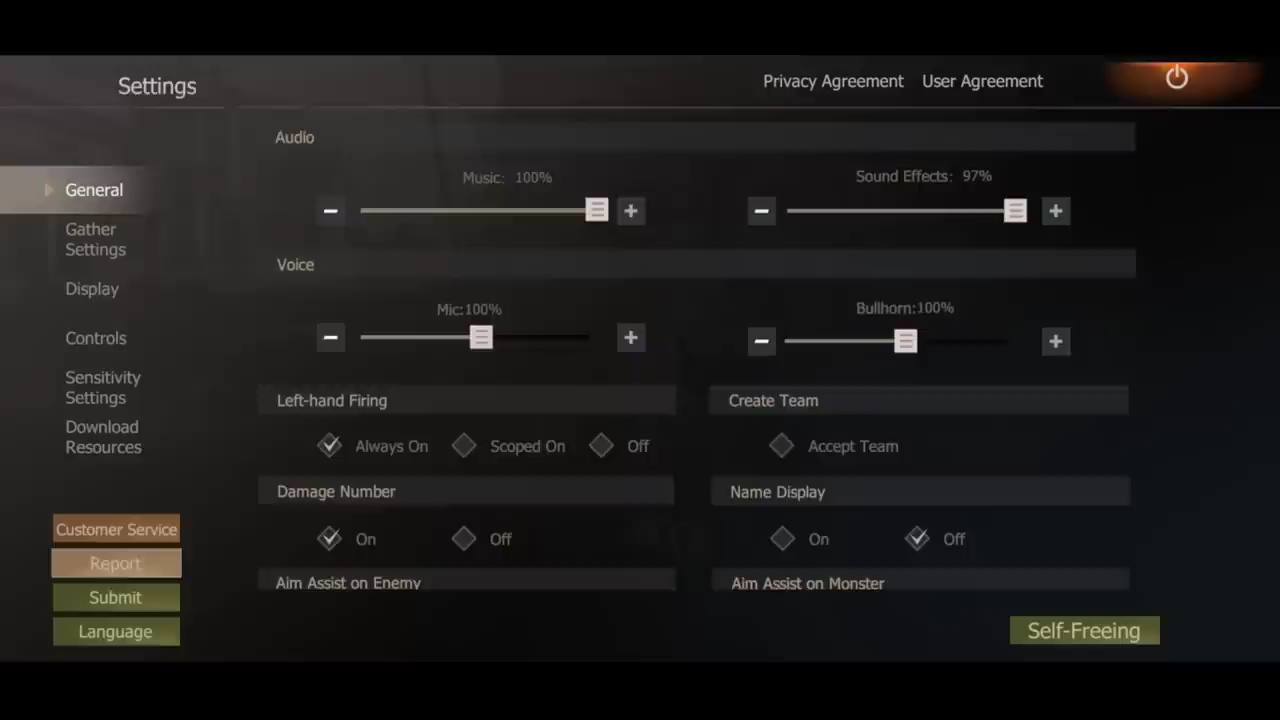 Settings
Privacy Agreement
User Agreement
Audio
Music: 100%
Sound Effects: 97%
General
Gather
Settings
Voice
Display
Mic:100%
Bullhorn:100%
Controls
Sensitivity
Settings
Left-hand Firing
Create Team
Download
Resources
Always On
Scoped On
Off
Accept Team
Damage Number
Name Display
Customer Service
On
Off
On
Off
Report
Aim Assist on Enemy
Aim Assist on Monster
Submit
Language
Self-Freeing